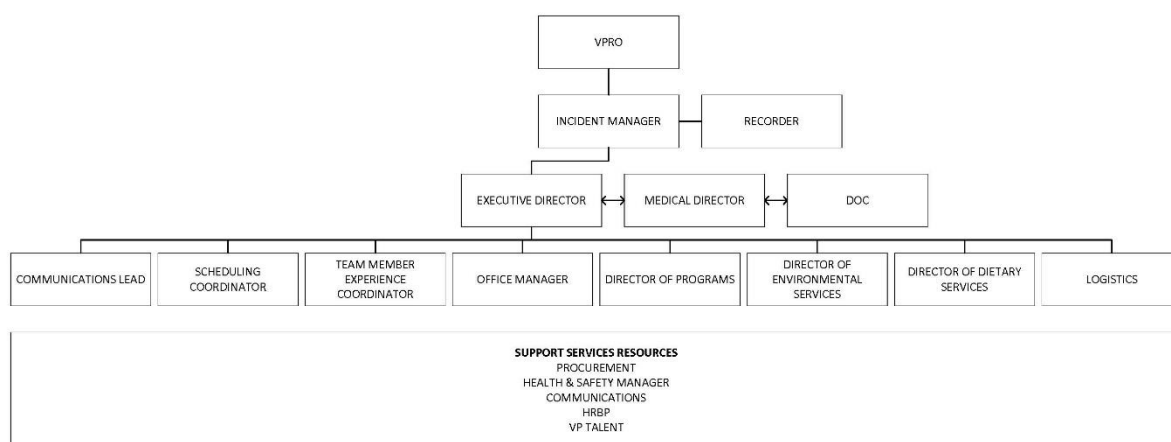 VPRO
INCIDENT MANAGER
RECORDER
EXECUTIVE DIRECTOR
MEDICAL DIRECTOR
DOC
COMMUNICATIONS LEAD
SCHEDULING
COORDINATOR
TEAM MEMBER
EXPERIENCE
COORDINATOR
OFFICE MANAGER
DIRECTOR OF PROGRAMS
DIRECTOR OF
ENVIRONMENTAL
SERVICES
DIRECTOR OF DIETARY
SERVICES
LOGISTICS
SUPPORT SERVICES RESOURCES
PROCUREMENT
HEALTH & SAFETY MANAGER
COMMUNICATIONS
HRBP
VP TALENT